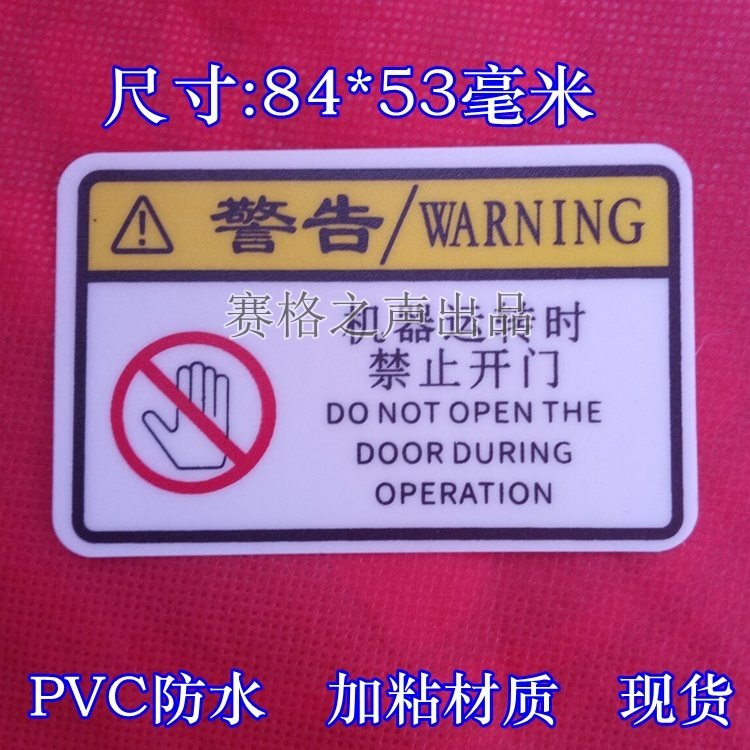 尺寸:84*53毫米
警告/WARNING
赛格之声出品
机器运转时
禁止开门
DO NOT OPEN THE
DOOR DURING
OPERATION
PVC防水 加粘材质 现货